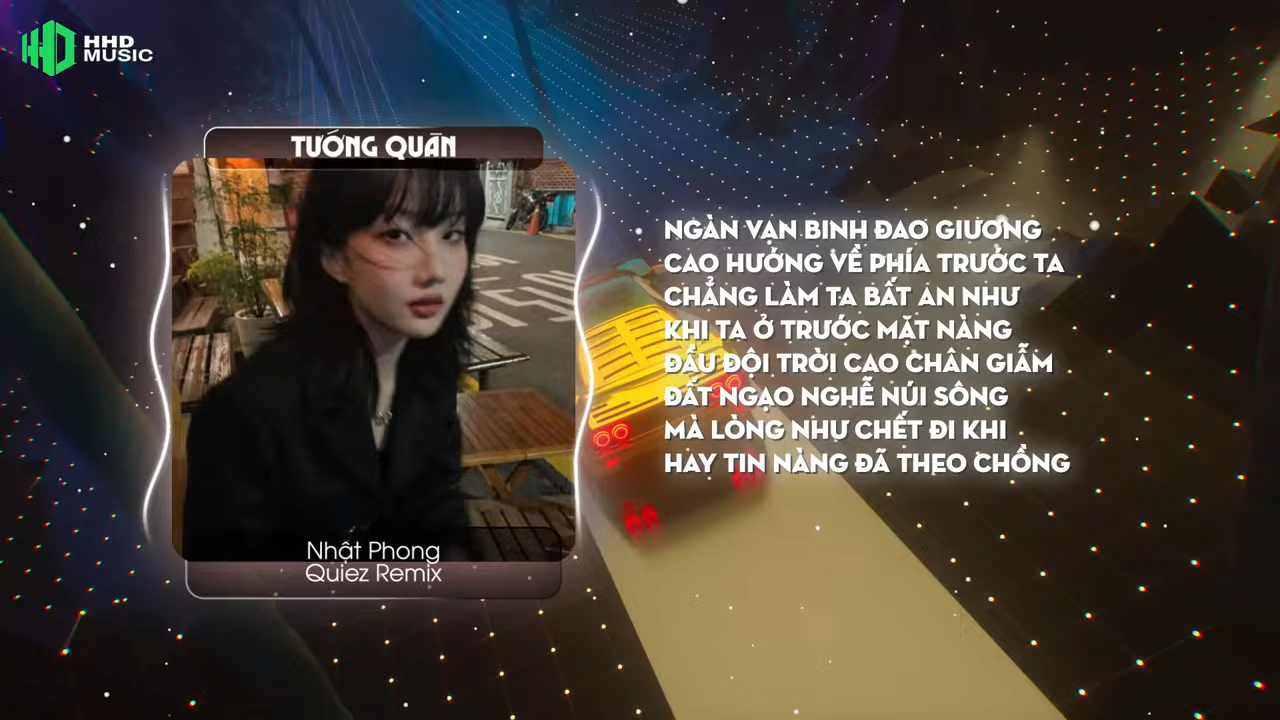 HHD
MUSIC
TƯỚNG QUÂN
NGÀN VẠN BINH ĐAO GIƯƠNG
CAO HƯỚNG VỀ PHÍA TRƯỚC TA
CHẲNG LÀM TA BẤT AN NHƯ
KHI TA Ở TRƯỚC MẶT NÀNG
ĐẦU ĐỘI TRỜI CAO CHÂN GIẪM
ĐẤT NGẠO NGHỄ NÚI SÔNG
MÀ LÒNG NHƯ CHẾT ĐI KHI
HAY TIN NÀNG ĐÃ THEO CHỒNG
Nhật Phong
Quiez Remix